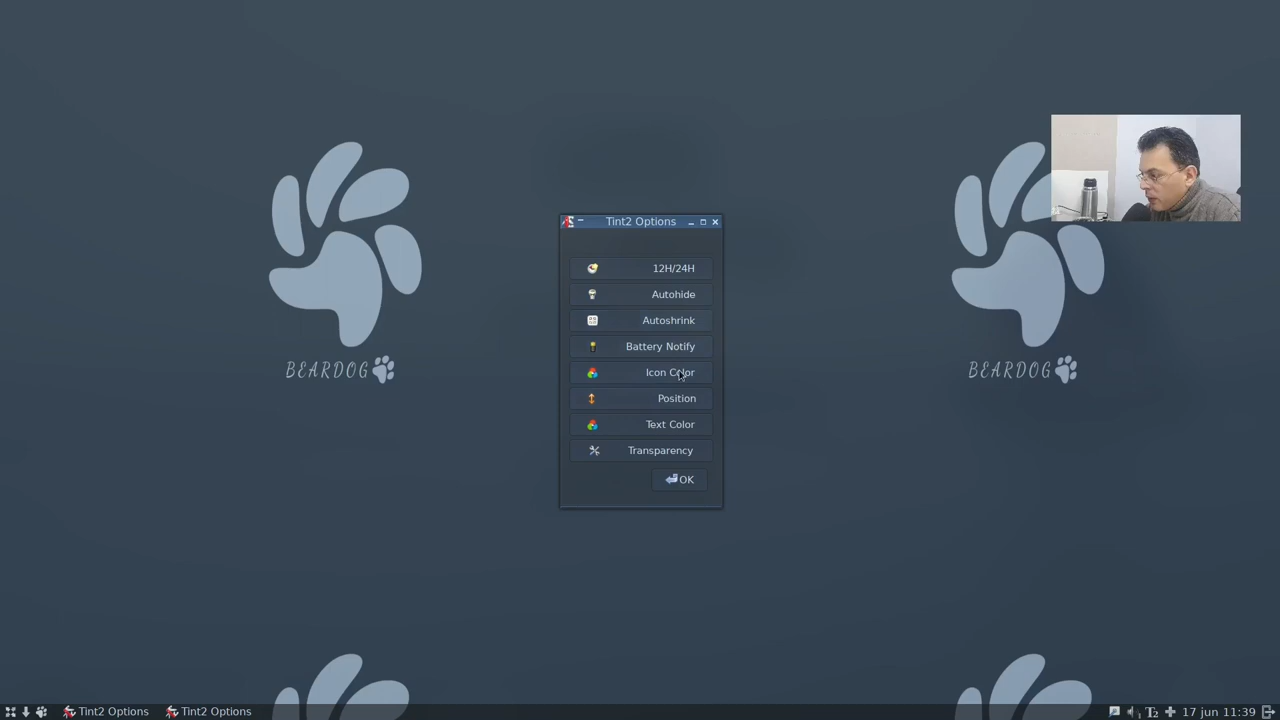 Tint2 Options
12H/24H
Autohide
Autoshrink
Battery Notify
Icon Color
Position
Text Color
Transparency
OK
BEARDOG
BEARDOG
Tint2 Options
Tint2 Options
17 jun 11:39